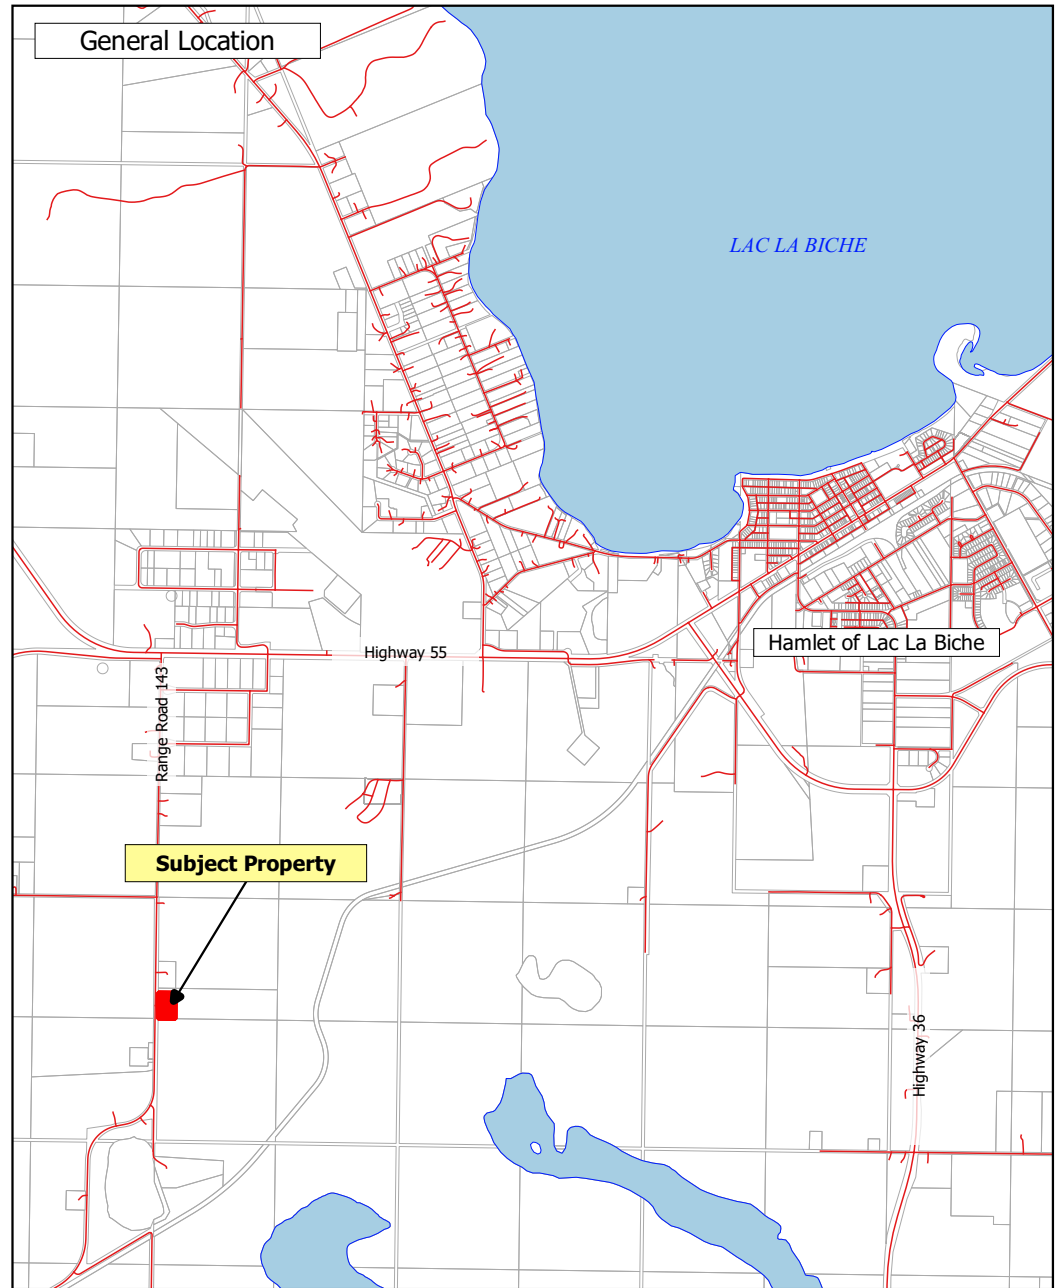 General Location
LAC LA BICHE
Hamlet of Lac La Biche
Highway 55
Range Road 143
Subject Property
Highway 36